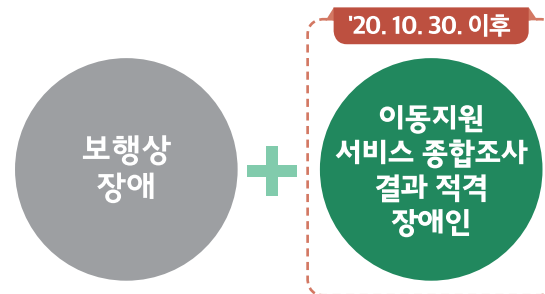 '20. 10. 30. 이후
보행상
장애
이동지원
서비스 종합조사
결과 적격
장애인